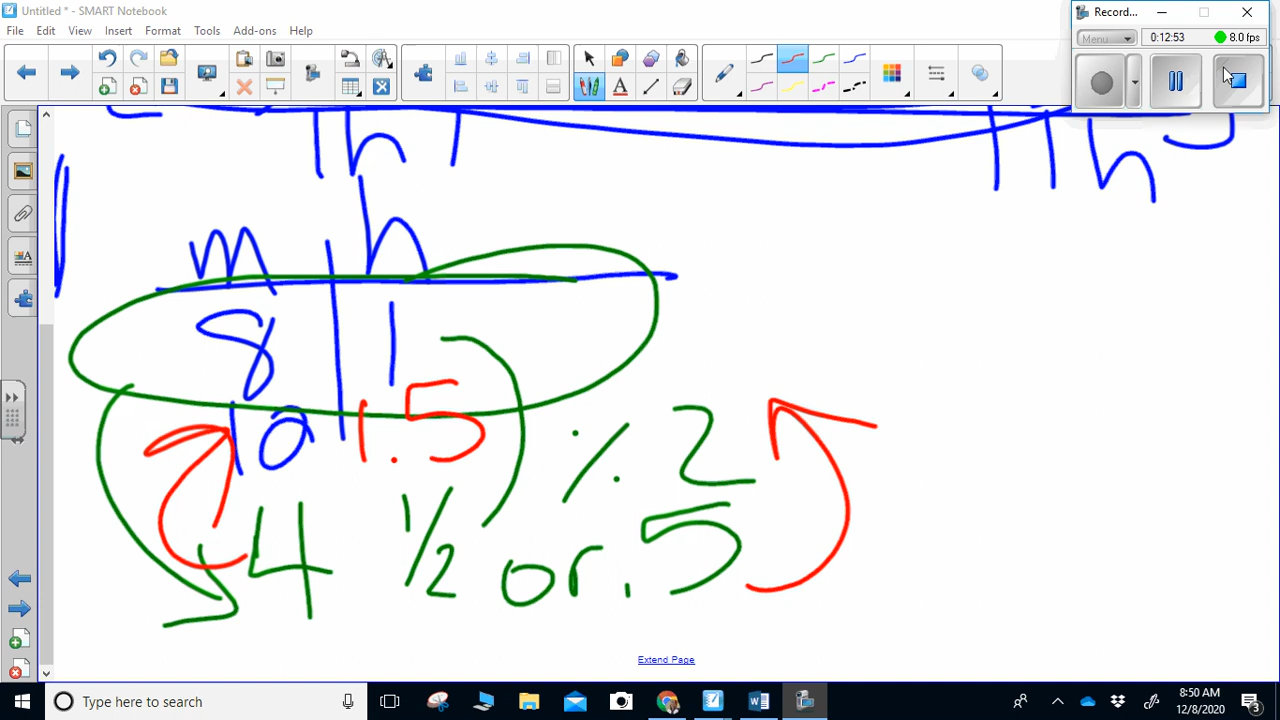 Untitled * - SMART Notebook
File Edit View Insert Format Tools Add-ons Help
Record...
Menu 0:12:53 8.0 fps
m h
8 1
10 1.5
% 2
4 1/2 or .5
Extend Page
Type here to search
8:50 AM
12/8/2020
3